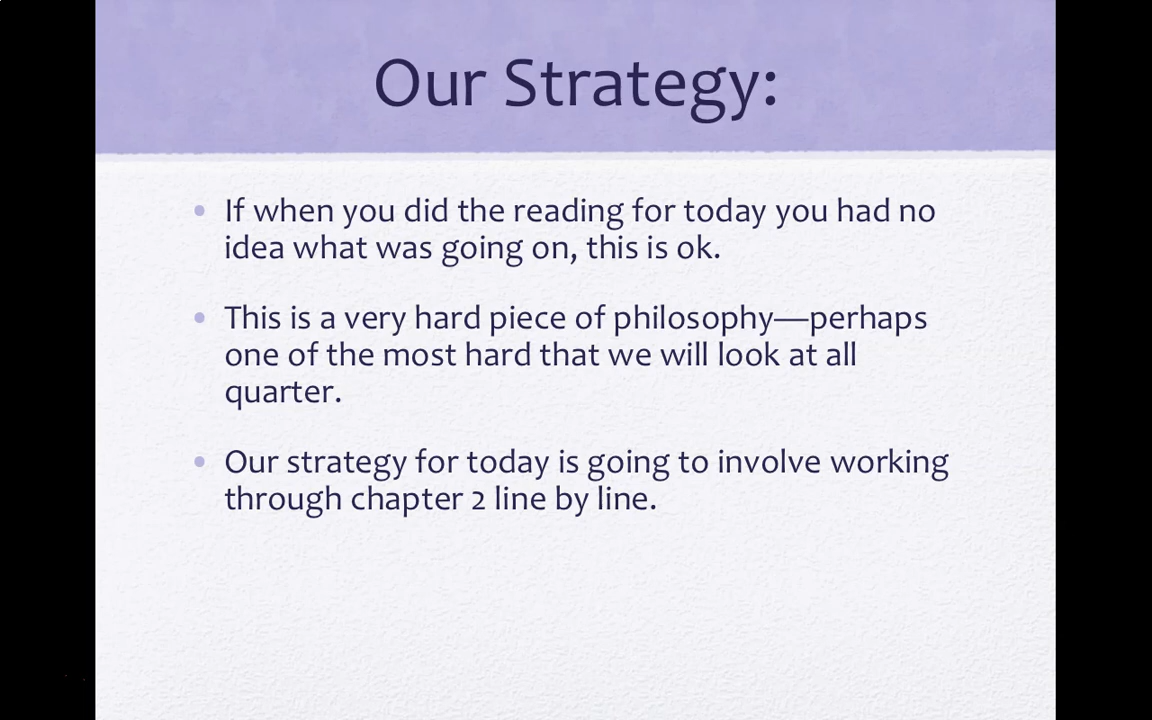 Our Strategy:
• If when you did the reading for today you had no
idea what was going on, this is ok.
• This is a very hard piece of philosophy—perhaps
one of the most hard that we will look at all
quarter.
• Our strategy for today is going to involve working
through chapter 2 line by line.